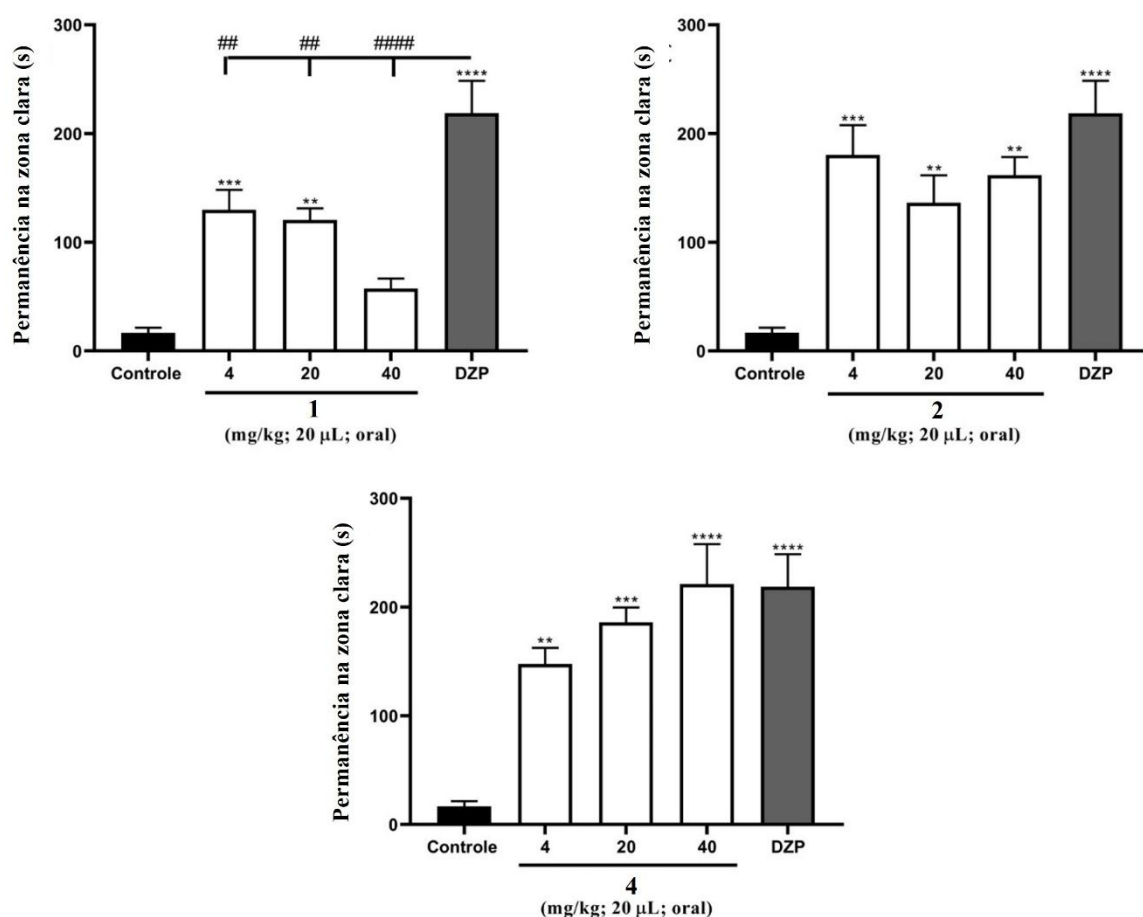 Permanência na zona clara (s)
300
200
100
0
## ## ####
***
**
****
Controle 4 20 40 DZP
1
(mg/kg; 20 μL; oral)
Permanência na zona clara (s)
300
200
100
0
***
**
**
****
Controle 4 20 40 DZP
2
(mg/kg; 20 μL; oral)
Permanência na zona clara (s)
300
200
100
0
**
***
****
****
Controle 4 20 40 DZP
4
(mg/kg; 20 μL; oral)